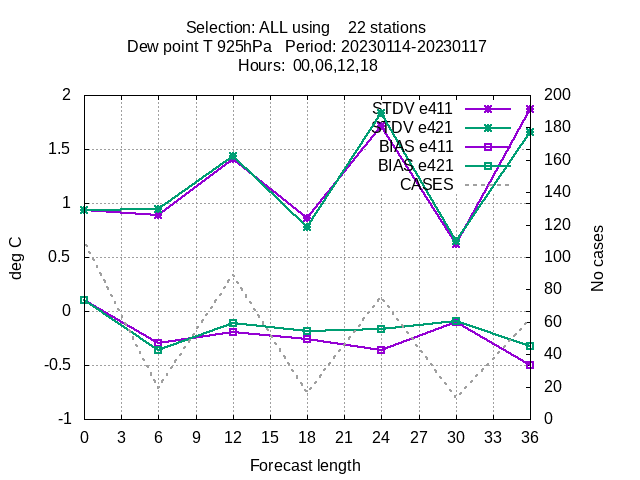 Selection: ALL using    22 stations
Dew point T 925hPa   Period: 20230114-20230117
Hours:  00,06,12,18
STDV e411
STDV e421
BIAS e411
BIAS e421
CASES
2
1.5
1
0.5
0
-0.5
-1
deg C
200
180
160
140
120
100
80
60
40
20
0
No cases
0 3 6 9 12 15 18 21 24 27 30 33 36
Forecast length